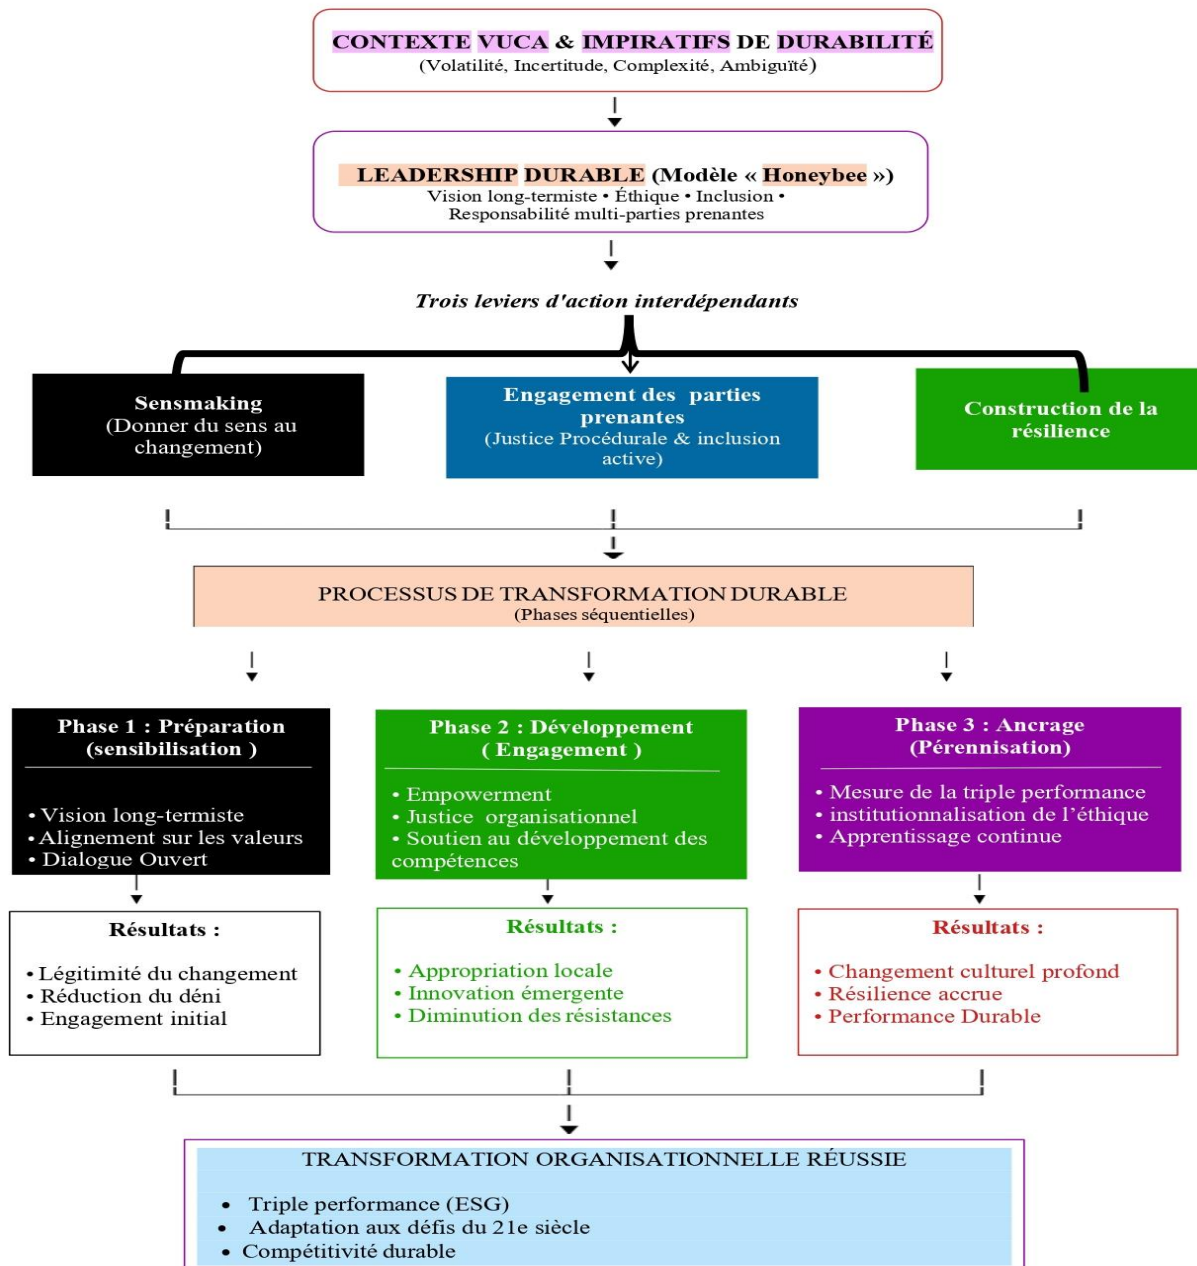 CONTEXTE VUCA & IMPIRATIFS DE DURABILITÉ
(Volatilité, Incertitude, Complexité, Ambiguïté)
LEADERSHIP DURABLE (Modèle « Honeybee »)
Vision long-termiste • Éthique • Inclusion •
Responsabilité multi-parties prenantes
Trois leviers d'action interdépendants
Sensmaking
(Donner du sens au
changement)
Engagement des parties
prenantes
(Justice Procédurale & inclusion
active)
Construction de la
résilience
PROCESSUS DE TRANSFORMATION DURABLE
(Phases séquentielles)
Phase 1 : Préparation
(sensibilisation )
• Vision long-termiste
• Alignement sur les valeurs
• Dialogue Ouvert
Phase 2 : Développement
( Engagement )
• Empowerment
• Justice organisationnel
• Soutien au développement des
compétences
Phase 3 : Ancrage
(Pérennisation)
• Mesure de la triple performance
• institutionnalisation de l’éthique
• Apprentissage continue
Résultats :
• Légitimité du changement
• Réduction du déni
• Engagement initial
Résultats :
• Appropriation locale
• Innovation émergente
• Diminution des résistances
Résultats :
• Changement culturel profond
• Résilience accrue
• Performance Durable
TRANSFORMATION ORGANISATIONNELLE RÉUSSIE
• Triple performance (ESG)
• Adaptation aux défis du 21e siècle
• Compétitivité durable